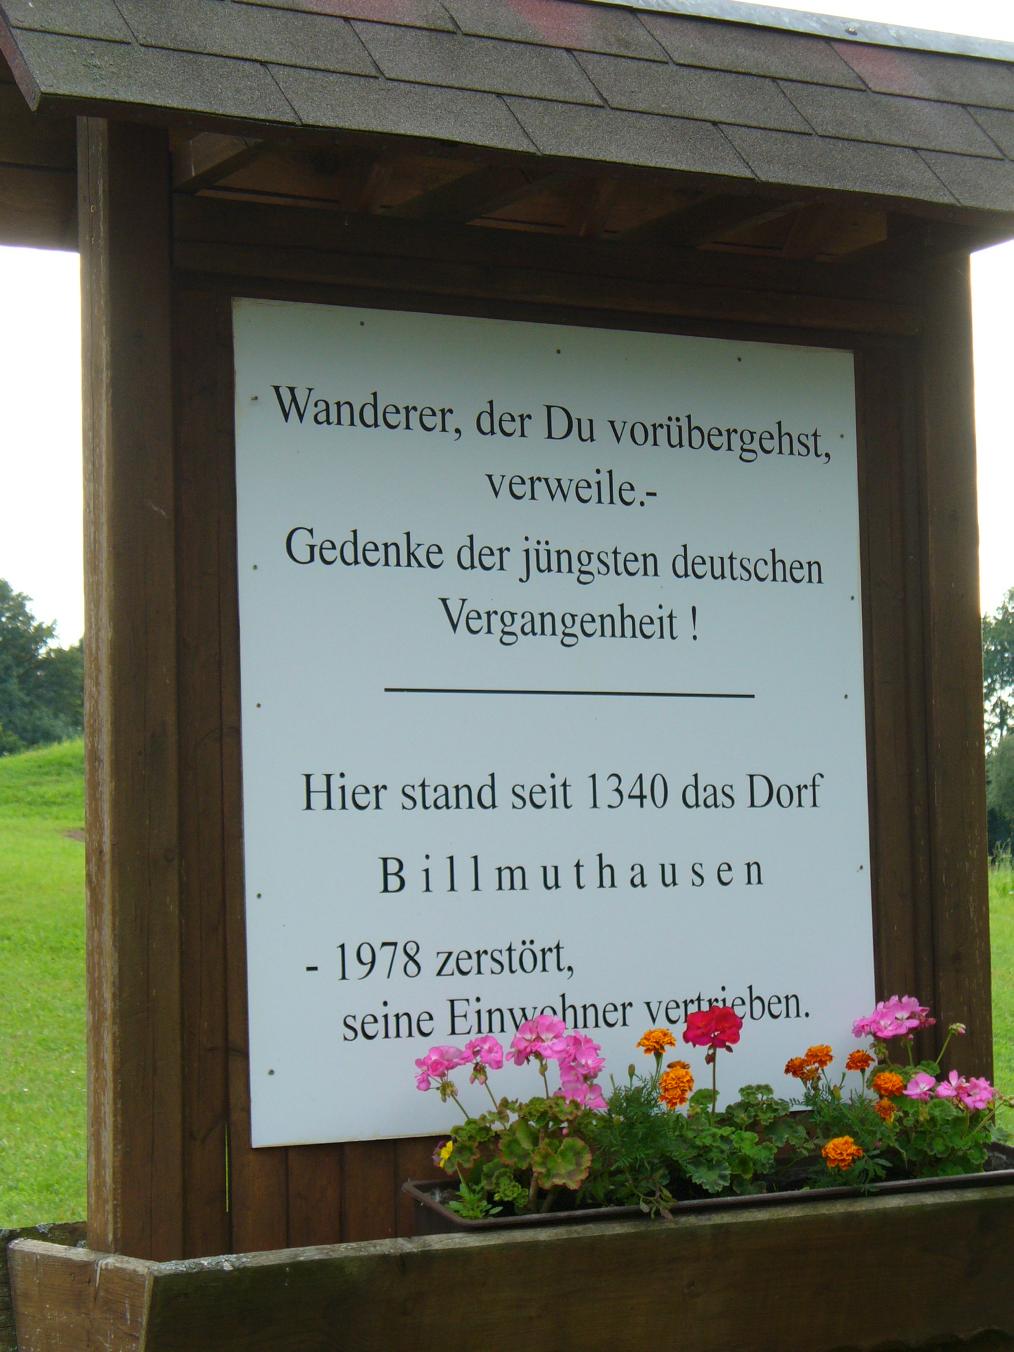 Wanderer, der Du vorübergehst,
verweile.-
Gedenke der jüngsten deutschen
Vergangenheit !
Hier stand seit 1340 das Dorf
Billmuthausen
- 1978 zerstört,
seine Einwohner vertrieben.